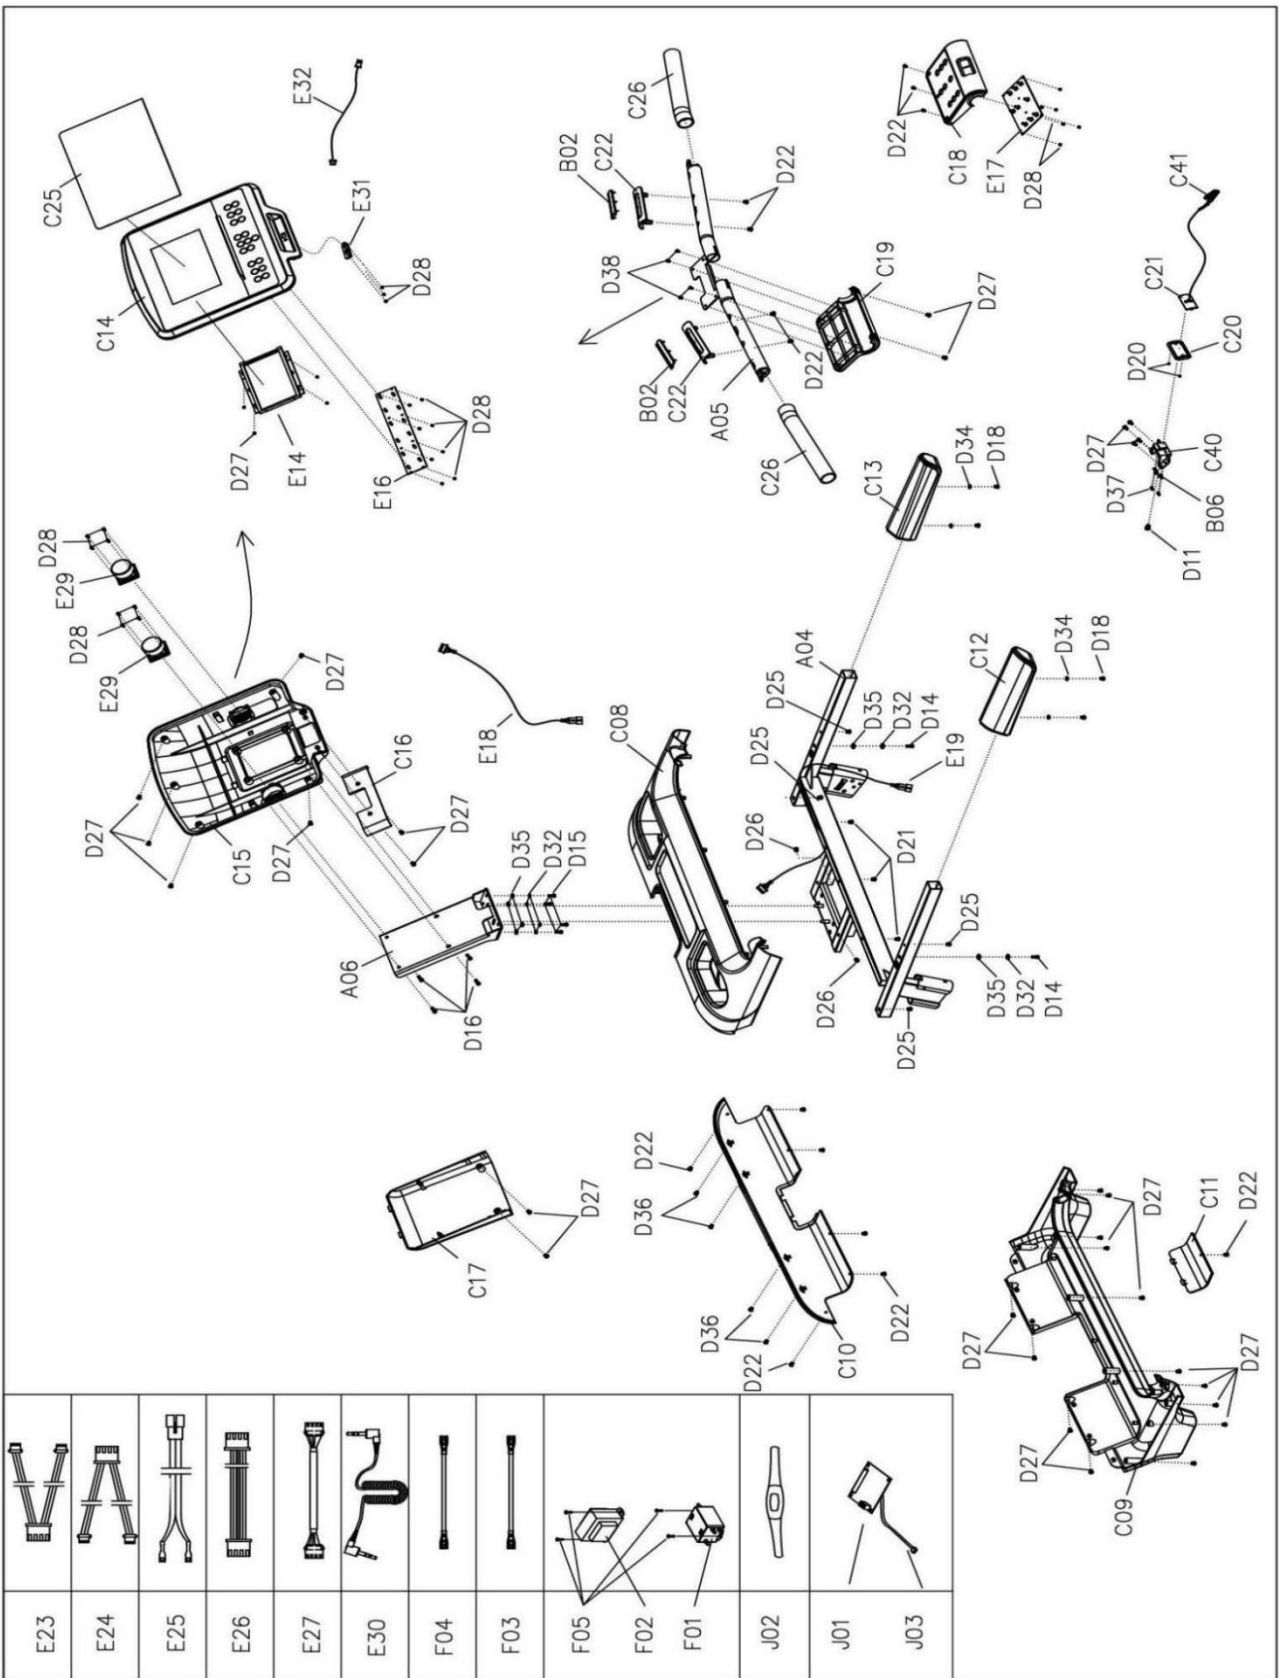 C25
E32
C14
E31
D28
D27
E14
E16
D28
C26
B02
C22
D22
D38
C19
D27
B02
C22
A05
D22
C26
D22
C18
E17
D28
C41
C21
C20
D20
D27
C40
D37
B06
D11
D28
E29
D28
E29
D27
D27
C15
D27
C16
D27
E18
D35
D32
D15
A06
D16
C08
C13
D34
D18
A04
D25
D35
D32
D14
D25
E19
C12
D34
D18
D26
D21
D26
D25
D35
D32
D14
D25
C17
D27
D22
D36
D36
D22
C10
D22
D27
C11
D22
D27
D27
D27
C09
E23
E24
E25
E26
E27
E30
F04
F03
F05
F02
F01
J02
J01
J03